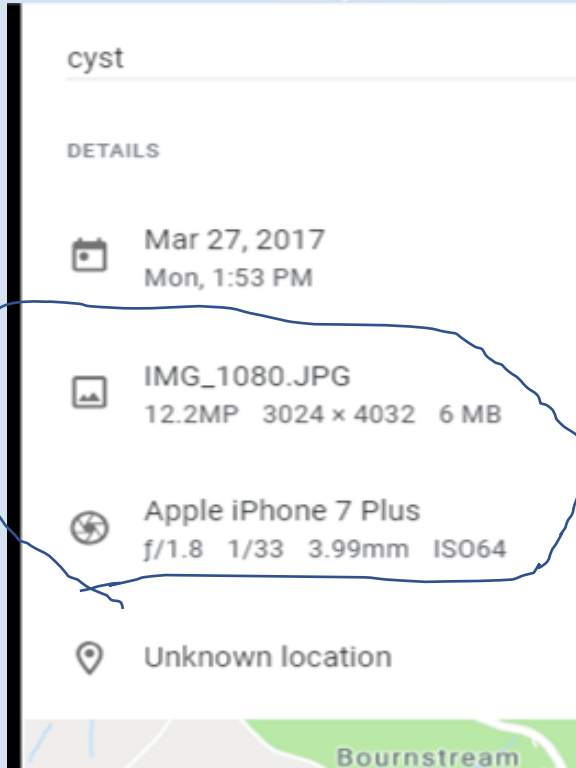 cyst
DETAILS
Mar 27, 2017
Mon, 1:53 PM
IMG_1080.JPG
12.2MP 3024 × 4032 6 MB
Apple iPhone 7 Plus
ƒ/1.8 1/33 3.99mm ISO64
Unknown location
Bournstream